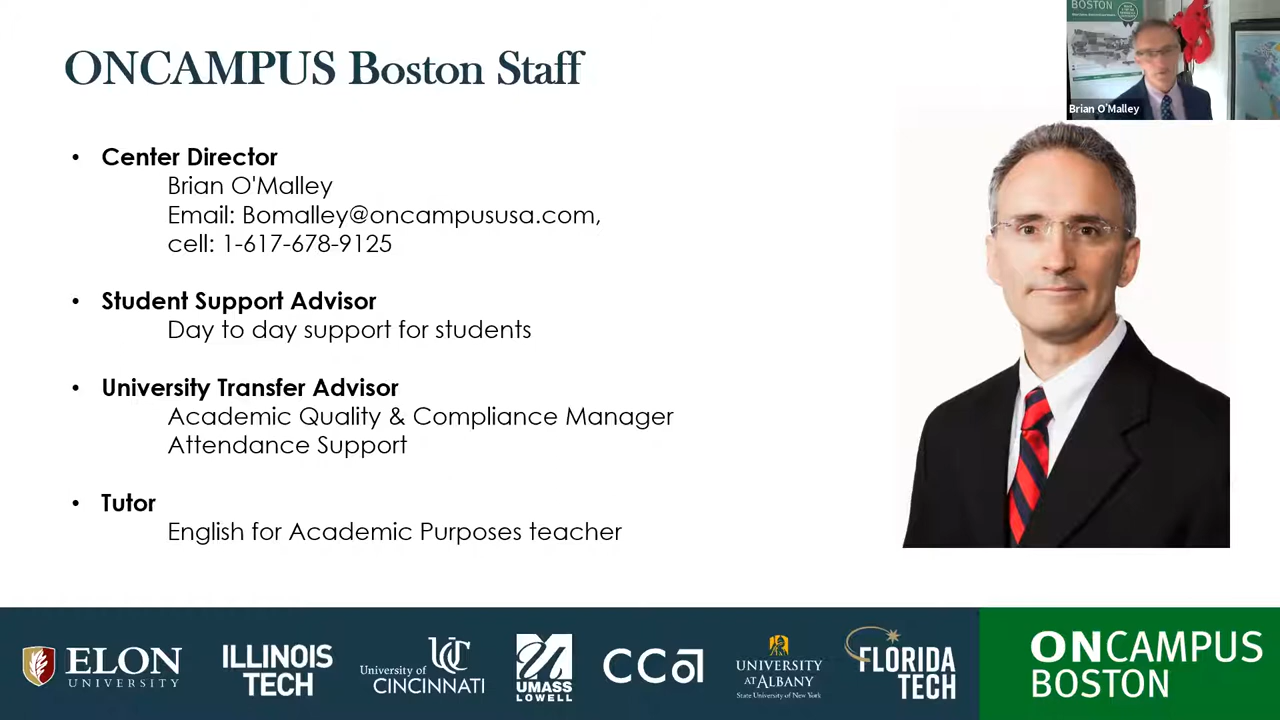 ONCAMPUS Boston Staff
BOSTON
Brian O'Malley
• Center Director
Brian O'Malley
Email: Bomalley@oncampususa.com,
cell: 1-617-678-9125
• Student Support Advisor
Day to day support for students
• University Transfer Advisor
Academic Quality & Compliance Manager
Attendance Support
• Tutor
English for Academic Purposes teacher
ELON
UNIVERSITY
ILLINOIS
TECH
UC
University of
CINCINNATI
UMASS
LOWELL
CCA
UNIVERSITY
AT ALBANY
State University of New York
FLORIDA
TECH
ONCAMPUS
BOSTON